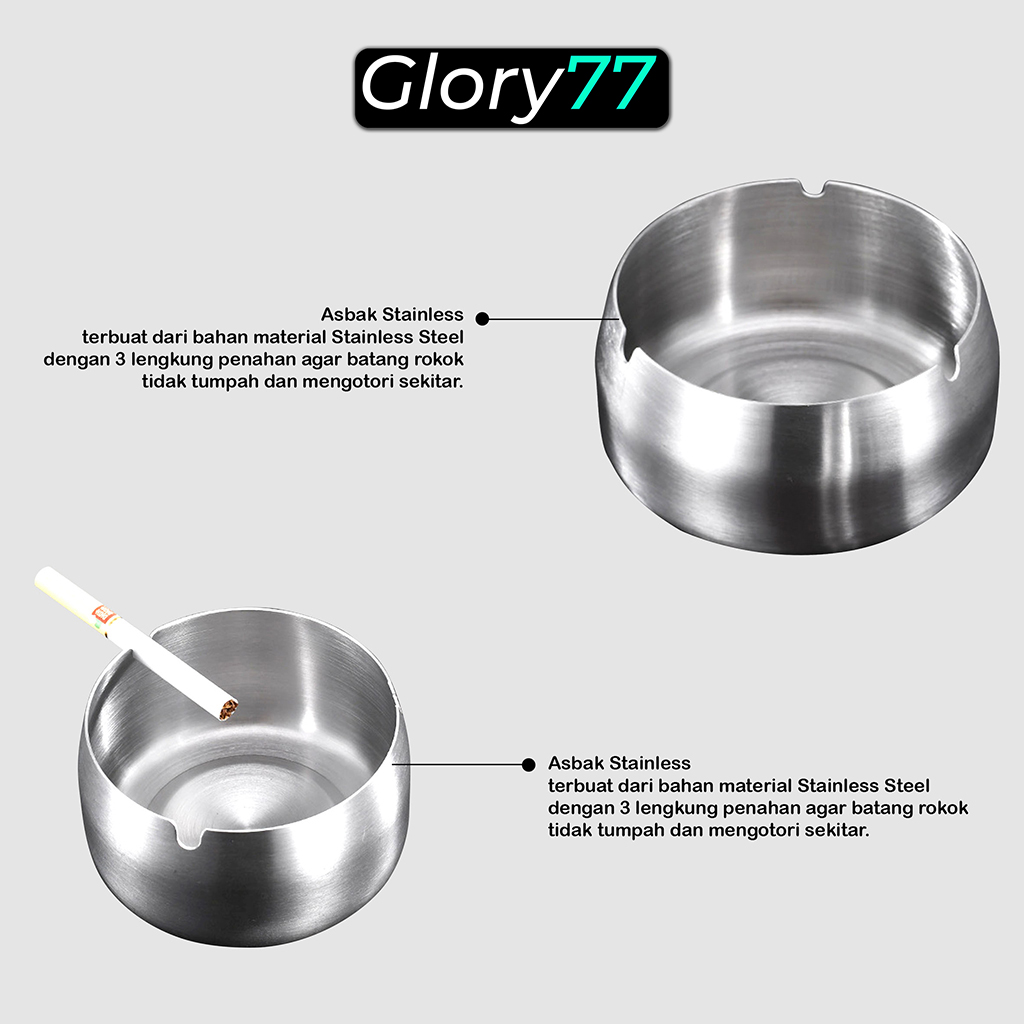 Glory77
Asbak Stainless
terbuat dari bahan material Stainless Steel
dengan 3 lengkung penahan agar batang rokok
tidak tumpah dan mengotori sekitar.
Asbak Stainless
terbuat dari bahan material Stainless Steel
dengan 3 lengkung penahan agar batang rokok
tidak tumpah dan mengotori sekitar.